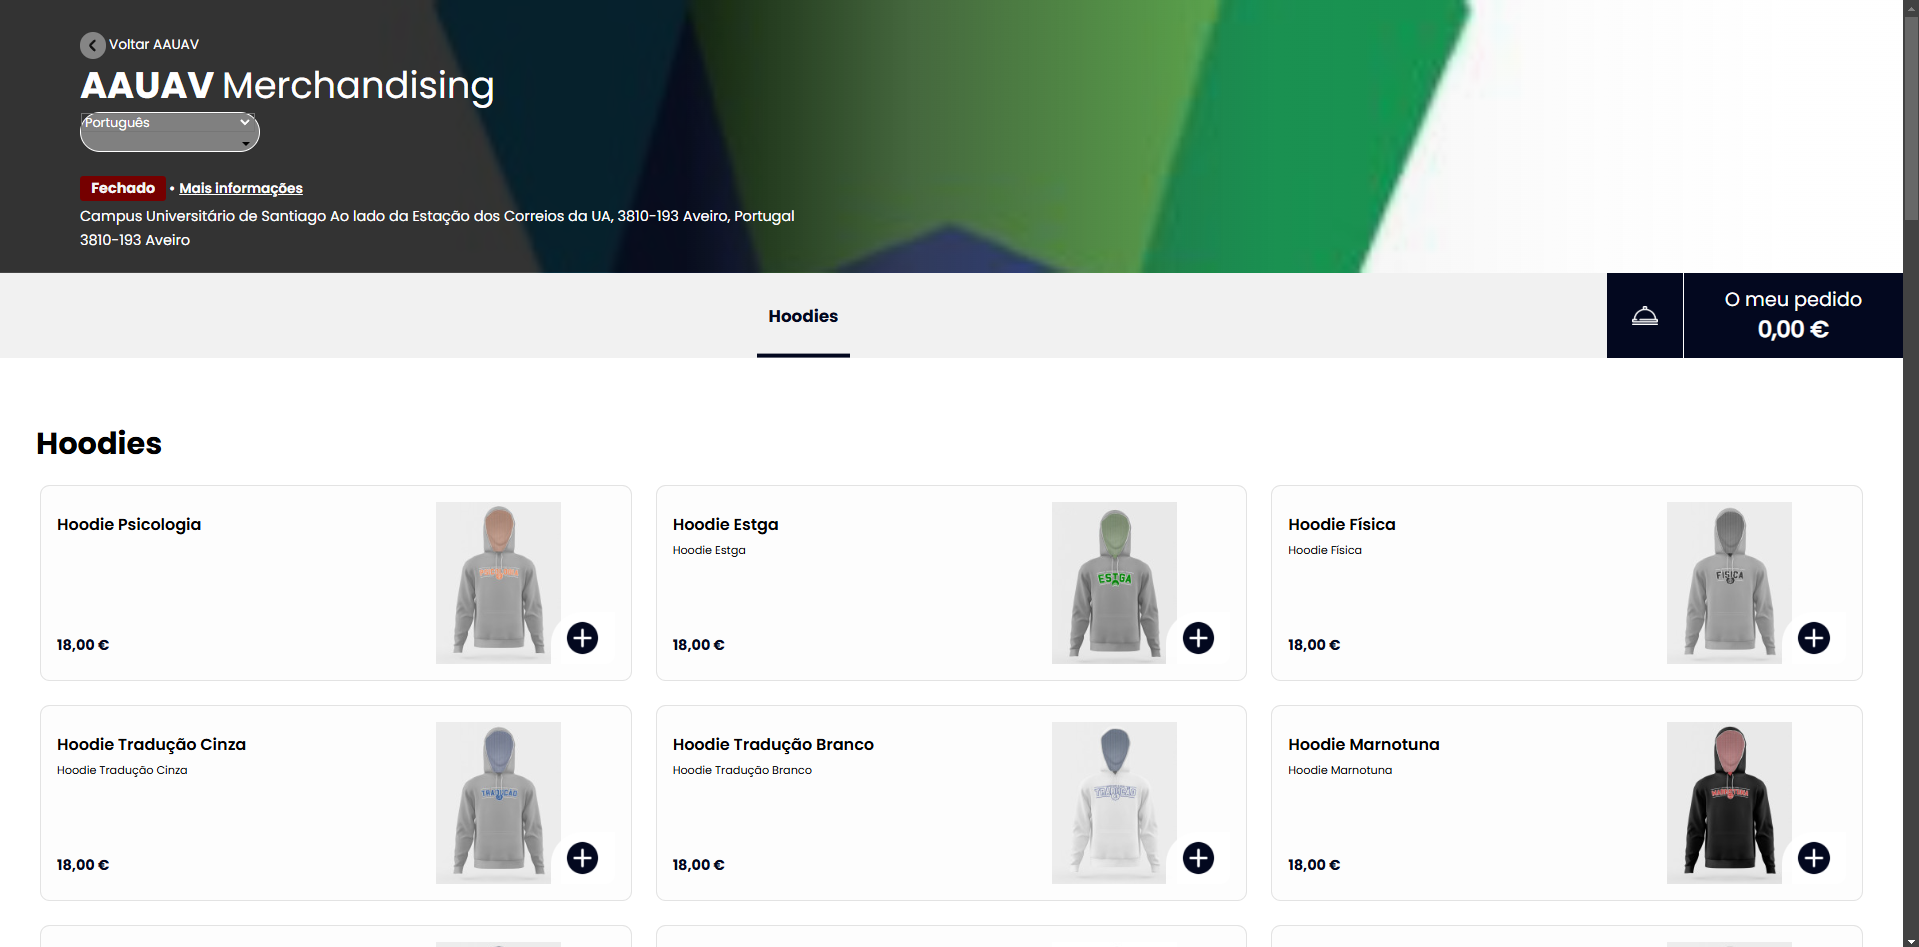 Voltar AAUAV
AAUAV Merchandising
Português
Fechado • Mais informações
Campus Universitário de Santiago Ao lado da Estação dos Correios da UA, 3810-193 Aveiro, Portugal
3810-193 Aveiro
Hoodies
O meu pedido
0,00 €
Hoodies
Hoodie Psicologia
18,00 €
Hoodie Estga
Hoodie Estga
ESTGA
18,00 €
Hoodie Física
Hoodie Física
FÍSICA
18,00 €
Hoodie Tradução Cinza
Hoodie Tradução Cinza
TRADUÇÃO
18,00 €
Hoodie Tradução Branco
Hoodie Tradução Branco
TRADUÇÃO
18,00 €
Hoodie Marnotuna
Hoodie Marnotuna
MARNOTUNA
18,00 €